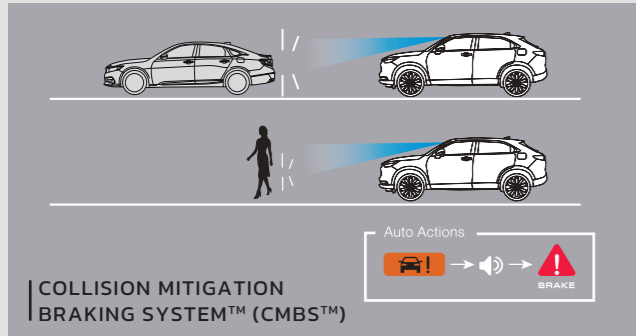 Auto Actions
BRAKE
COLLISION MITIGATION
BRAKING SYSTEM™ (CMBS™)